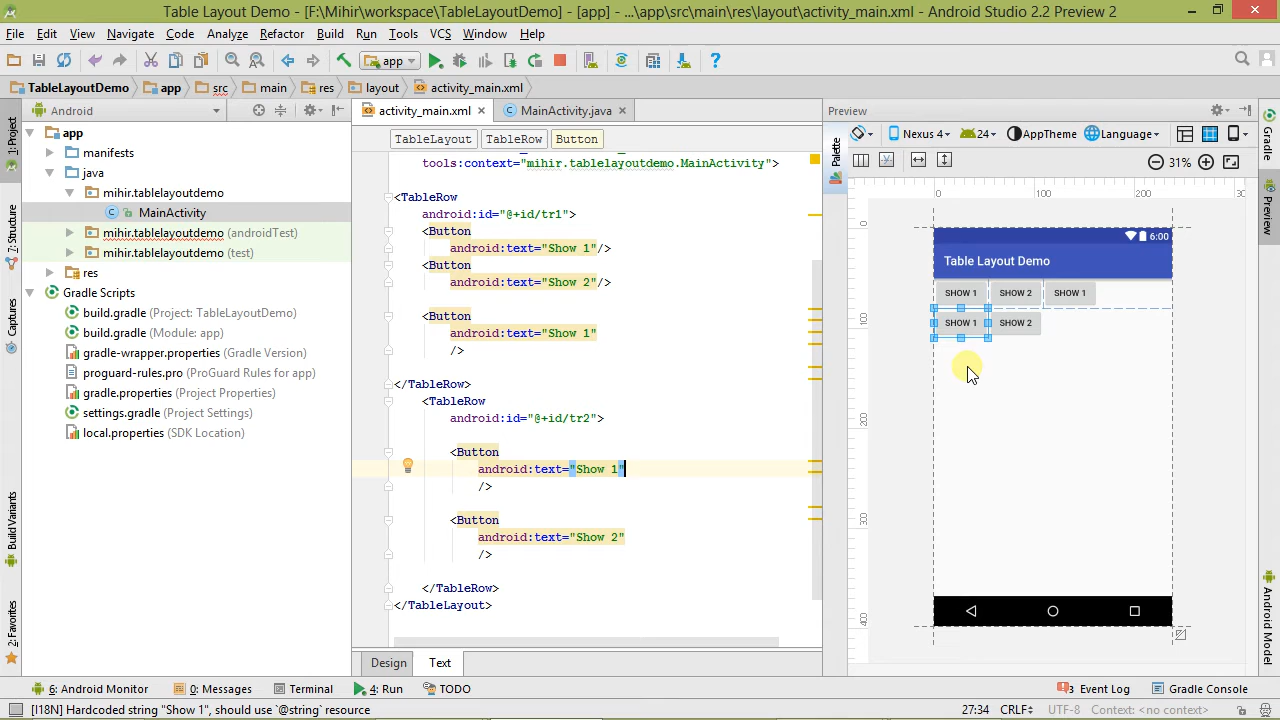 Table Layout Demo - [F:\Mihir\workspace\TableLayoutDemo] - [app] - ...\app\src\main\res\layout\activity_main.xml - Android Studio 2.2 Preview 2
File Edit View Navigate Code Analyze Refactor Build Run Tools VCS Window Help
app
TableLayoutDemo app src main res layout activity_main.xml
Android
activity_main.xml MainActivity.java
Preview
1: Project
7: Structure
Captures
Build Variants
2: Favorites
app
manifests
java
mihir.tablelayoutdemo
MainActivity
mihir.tablelayoutdemo (androidTest)
mihir.tablelayoutdemo (test)
res
Gradle Scripts
build.gradle (Project: TableLayoutDemo)
build.gradle (Module: app)
gradle-wrapper.properties (Gradle Version)
proguard-rules.pro (ProGuard Rules for app)
gradle.properties (Project Properties)
settings.gradle (Project Settings)
local.properties (SDK Location)
TableLayout TableRow Button
tools:context="mihir.tablelayoutdemo.MainActivity">
<TableRow
android:id="@+id/tr1">
<Button
android:text="Show 1"/>
<Button
android:text="Show 2"/>
<Button
android:text="Show 1"
/>
</TableRow>
<TableRow
android:id="@+id/tr2">
<Button
android:text="Show 1"
/>
<Button
android:text="Show 2"
/>
</TableRow>
</TableLayout>
Design Text
Palette
Nexus 4 24 AppTheme Language
31%
0 100 200
0
100
200
300
400
6:00
Table Layout Demo
SHOW 1 SHOW 2 SHOW 1
SHOW 1 SHOW 2
Gradle
Preview
Android Model
6: Android Monitor 0: Messages Terminal 4: Run TODO 3 Event Log Gradle Console
[I18N] Hardcoded string "Show 1", should use `@string` resource 27:34 CRLF UTF-8 Context: <no context>